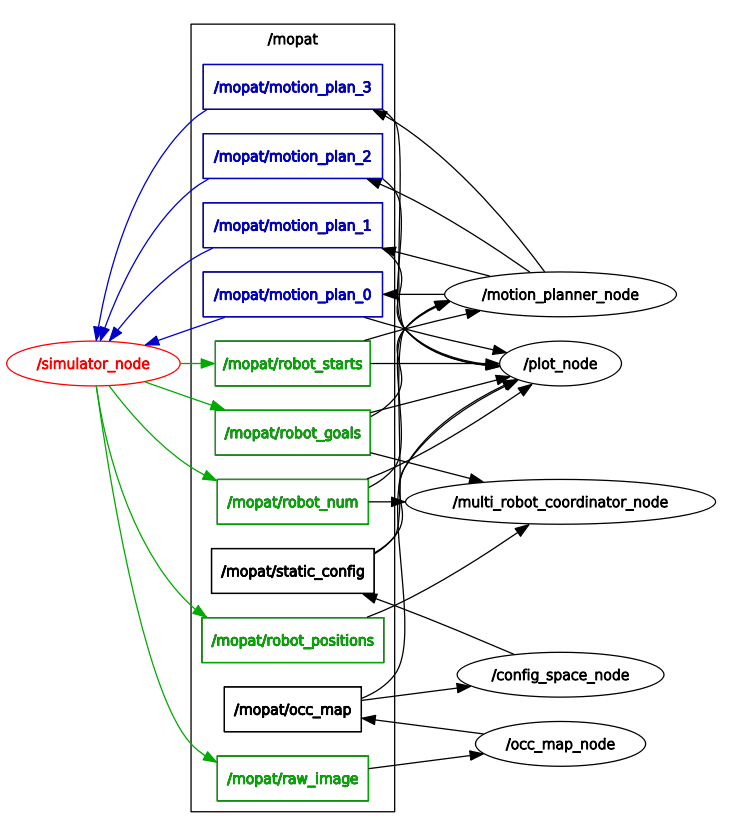 /mopat
/mopat/motion_plan_3
/mopat/motion_plan_2
/mopat/motion_plan_1
/mopat/motion_plan_0
/motion_planner_node
/simulator_node
/mopat/robot_starts
/plot_node
/mopat/robot_goals
/mopat/robot_num
/multi_robot_coordinator_node
/mopat/static_config
/mopat/robot_positions
/config_space_node
/mopat/occ_map
/occ_map_node
/mopat/raw_image